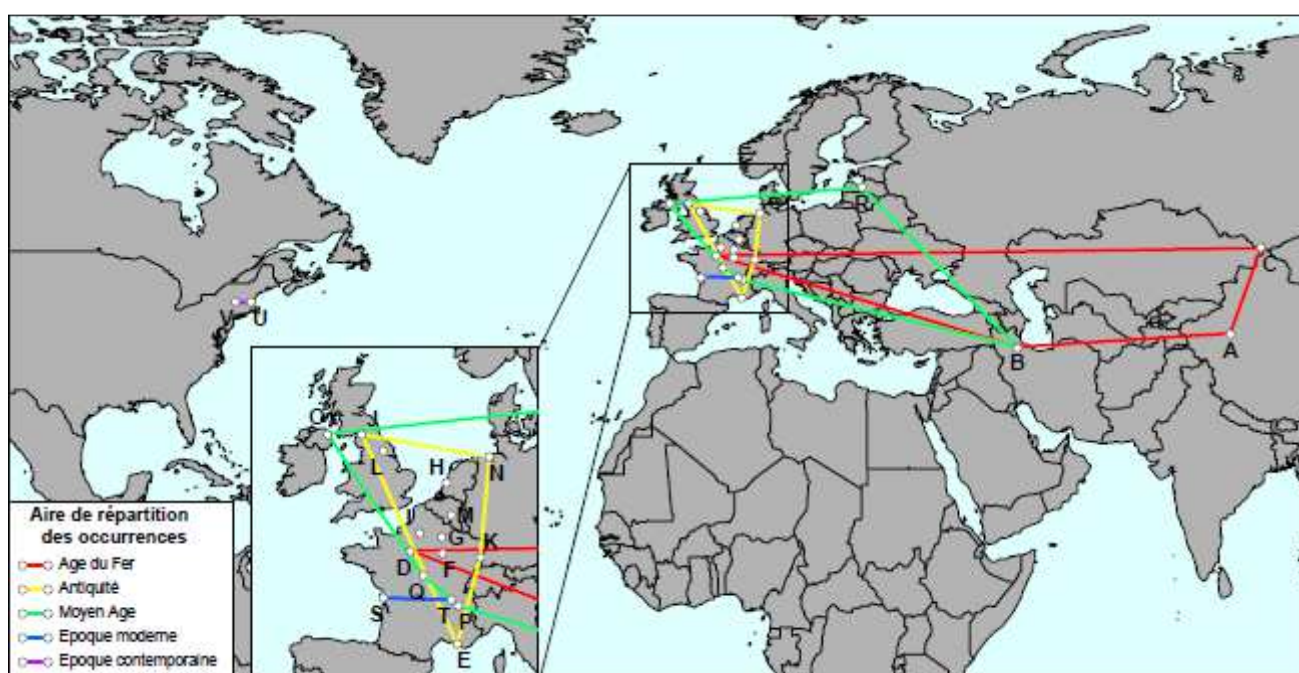 R
C
V U
B
A
O I
L
H
N
J
M
G
K
D
F
Q
S
T
P
E
Aire de répartition
des occurrences
Age du Fer
Antiquité
Moyen Age
Epoque moderne
Epoque contemporaine